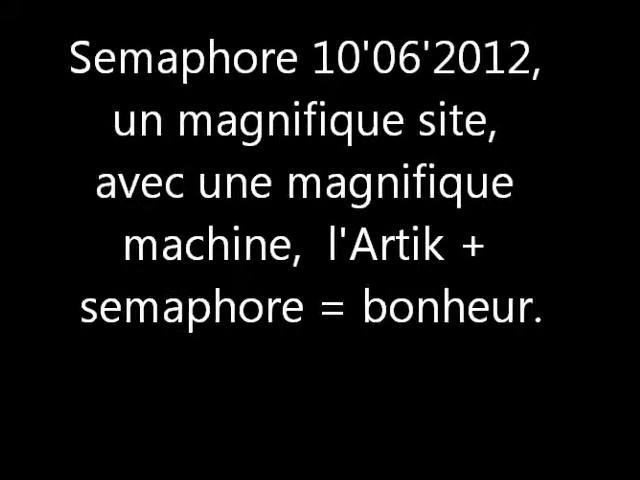 Semaphore 10'06'2012,
un magnifique site,
avec une magnifique
machine,  l'Artik +
semaphore = bonheur.